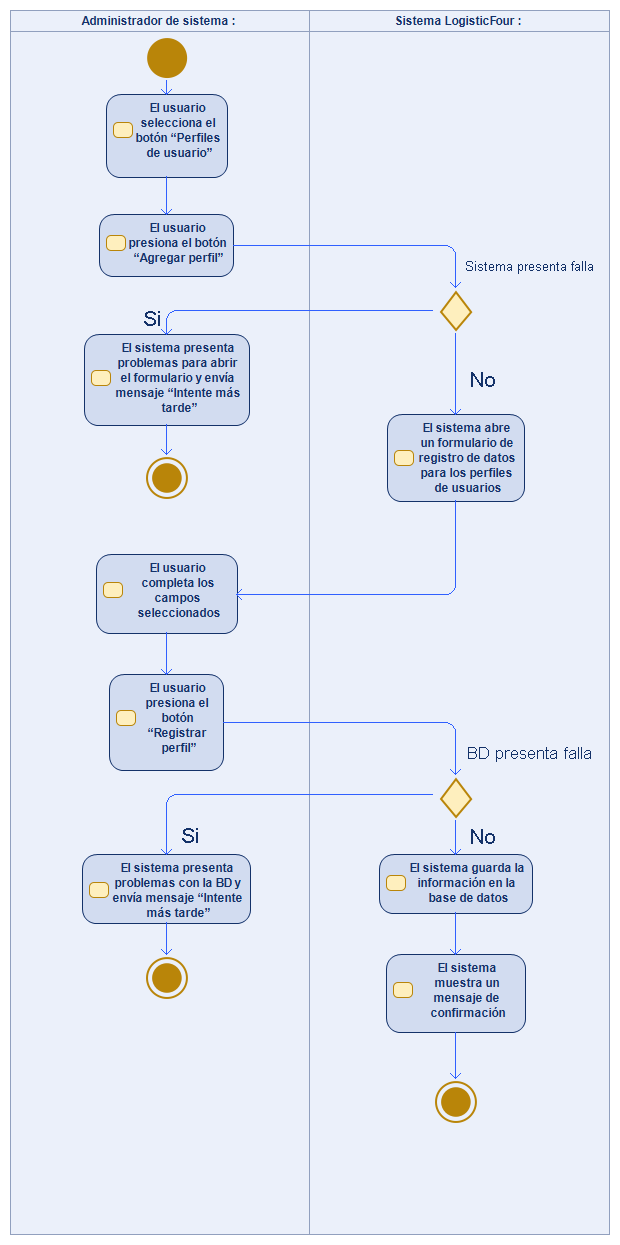 Administrador de sistema :
Sistema LogisticFour :
El usuario
selecciona el
botón “Perfiles
de usuario”
El usuario
presiona el botón
“Agregar perfil”
Sistema presenta falla
Si
El sistema presenta
problemas para abrir
el formulario y envía
mensaje “Intente más
tarde”
No
El sistema abre
un formulario de
registro de datos
para los perfiles
de usuarios
El usuario
completa los
campos
seleccionados
El usuario
presiona el
botón
“Registrar
perfil”
BD presenta falla
Si
No
El sistema presenta
problemas con la BD y
envía mensaje “Intente
más tarde”
El sistema guarda la
información en la
base de datos
El sistema
muestra un
mensaje de
confirmación